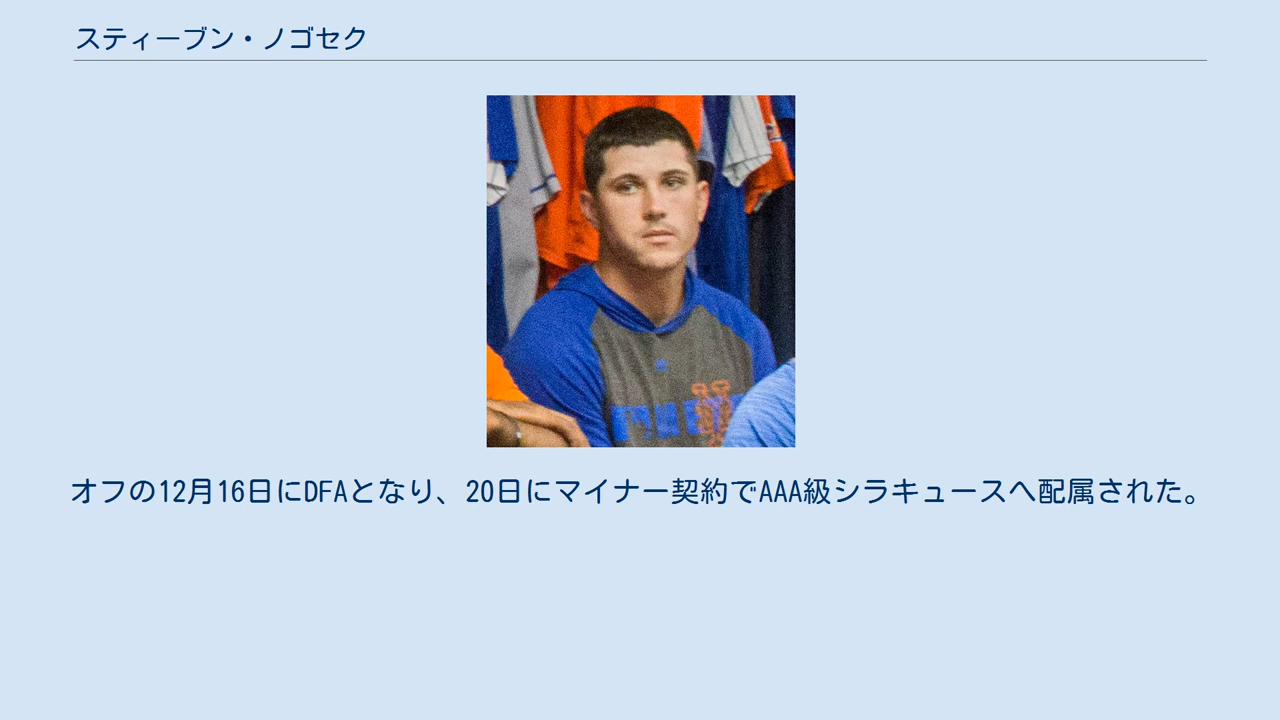 スティーブン・ノゴセク
オフの12月16日にDFAとなり、20日にマイナー契約でAAA級シラキュースへ配属された。